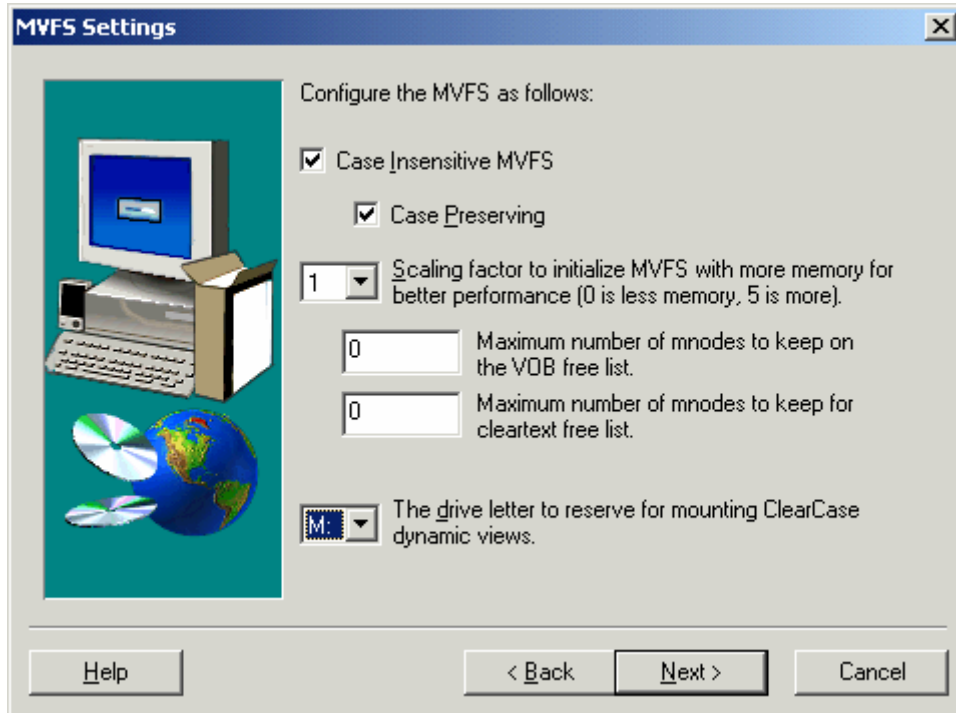 MVFS Settings
Configure the MVFS as follows:
Case Insensitive MVFS
Case Preserving
1
Scaling factor to initialize MVFS with more memory for
better performance (0 is less memory, 5 is more).
0
Maximum number of mnodes to keep on
the VOB free list.
0
Maximum number of mnodes to keep for
cleartext free list.
M:
The drive letter to reserve for mounting ClearCase
dynamic views.
Help
< Back
Next >
Cancel